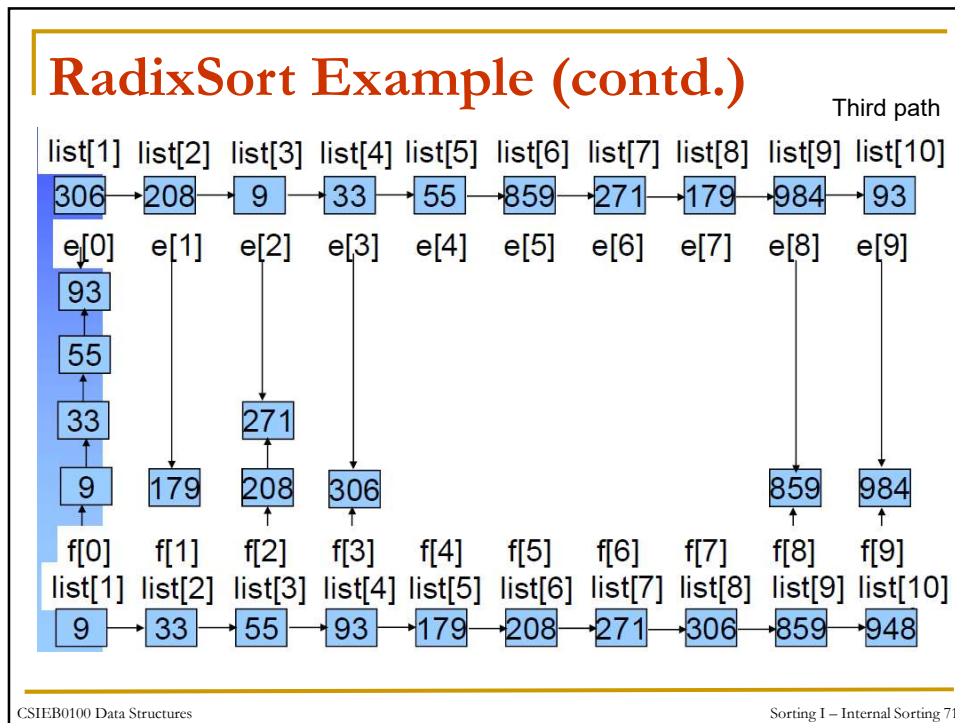 RadixSort Example (contd.)
Third path
list[1] list[2] list[3] list[4] list[5] list[6] list[7] list[8] list[9] list[10]
306 208 9 33 55 859 271 179 984 93
e[0] e[1] e[2] e[3] e[4] e[5] e[6] e[7] e[8] e[9]
93
55
33 271
9 179 208 306 859 984
f[0] f[1] f[2] f[3] f[4] f[5] f[6] f[7] f[8] f[9]
list[1] list[2] list[3] list[4] list[5] list[6] list[7] list[8] list[9] list[10]
9 33 55 93 179 208 271 306 859 948
CSIEB0100 Data Structures Sorting I – Internal Sorting 71